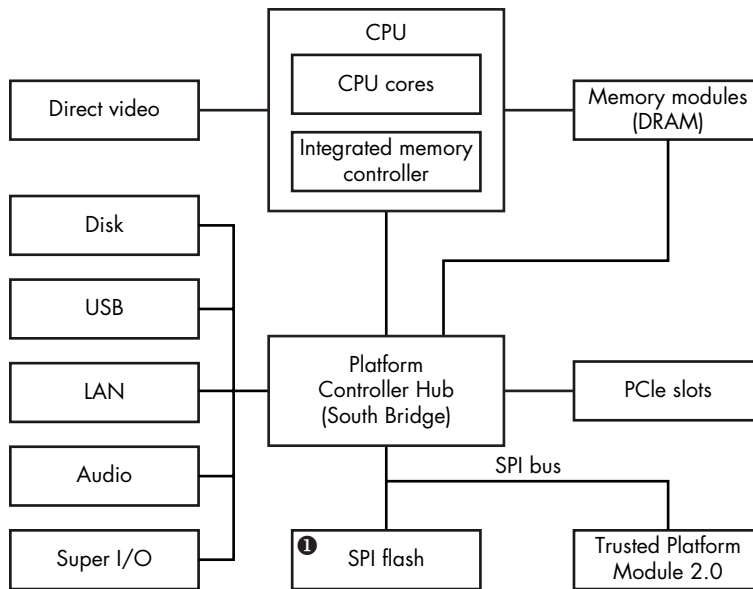 CPU
CPU cores
Direct video
Memory modules
(DRAM)
Integrated memory
controller
Disk
USB
Platform
Controller Hub
(South Bridge)
LAN
PCIe slots
Audio
SPI bus
Super I/O
❶
SPI flash
Trusted Platform
Module 2.0